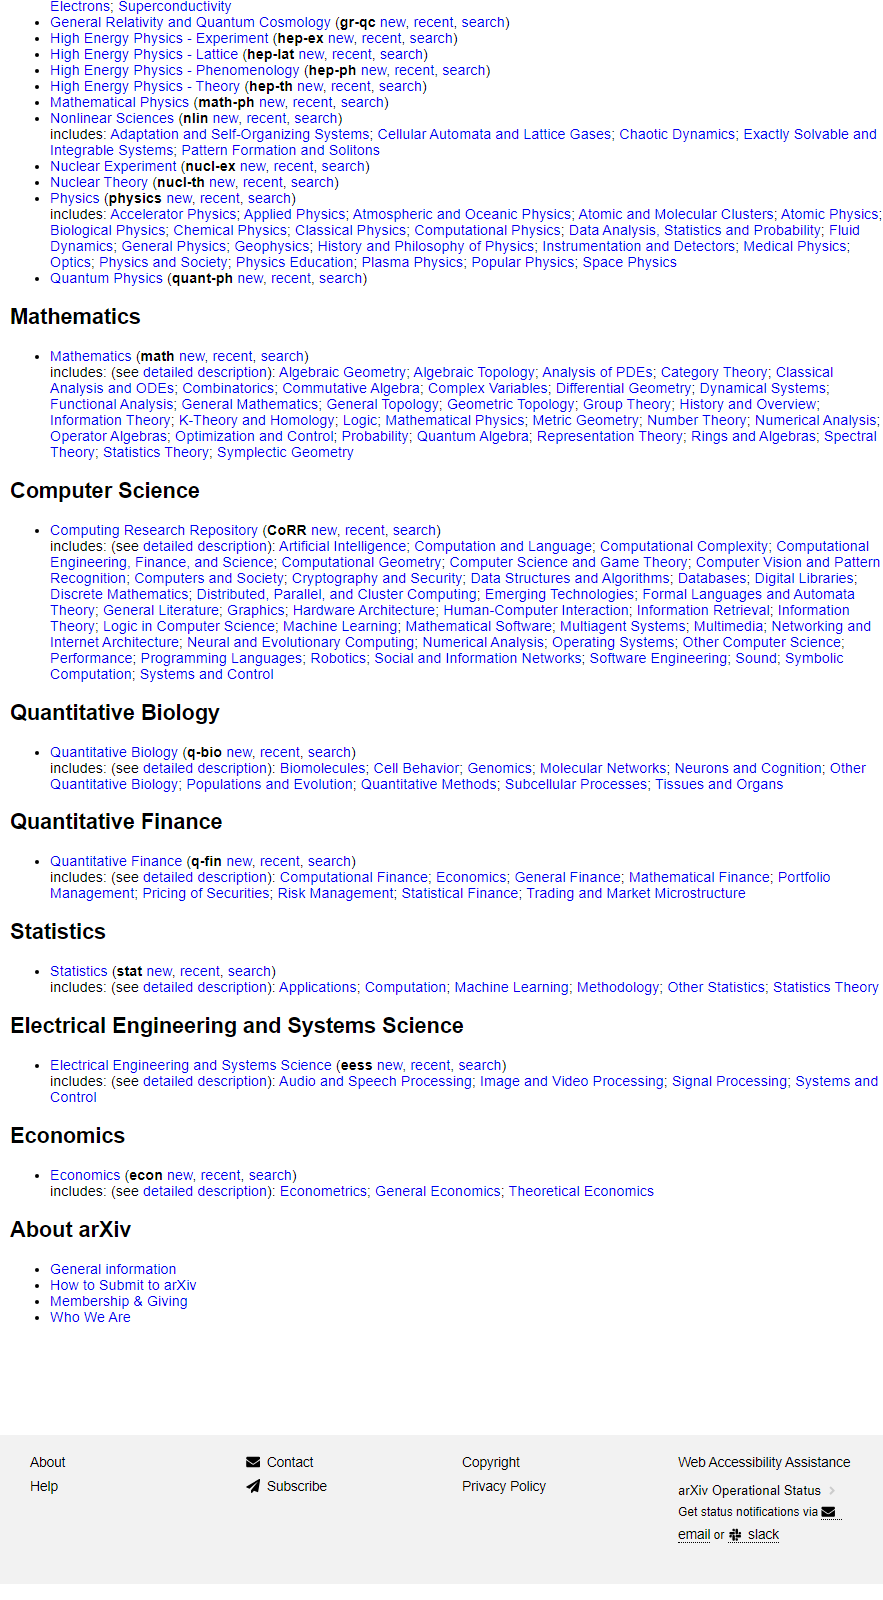 Electrons; Superconductivity
General Relativity and Quantum Cosmology (gr-qc new, recent, search)
High Energy Physics - Experiment (hep-ex new, recent, search)
High Energy Physics - Lattice (hep-lat new, recent, search)
High Energy Physics - Phenomenology (hep-ph new, recent, search)
High Energy Physics - Theory (hep-th new, recent, search)
Mathematical Physics (math-ph new, recent, search)
Nonlinear Sciences (nlin new, recent, search)
includes: Adaptation and Self-Organizing Systems; Cellular Automata and Lattice Gases; Chaotic Dynamics; Exactly Solvable and
Integrable Systems; Pattern Formation and Solitons
Nuclear Experiment (nucl-ex new, recent, search)
Nuclear Theory (nucl-th new, recent, search)
Physics (physics new, recent, search)
includes: Accelerator Physics; Applied Physics; Atmospheric and Oceanic Physics; Atomic and Molecular Clusters; Atomic Physics;
Biological Physics; Chemical Physics; Classical Physics; Computational Physics; Data Analysis, Statistics and Probability; Fluid
Dynamics; General Physics; Geophysics; History and Philosophy of Physics; Instrumentation and Detectors; Medical Physics;
Optics; Physics and Society; Physics Education; Plasma Physics; Popular Physics; Space Physics
Quantum Physics (quant-ph new, recent, search)
Mathematics
Mathematics (math new, recent, search)
includes: (see detailed description): Algebraic Geometry; Algebraic Topology; Analysis of PDEs; Category Theory; Classical
Analysis and ODEs; Combinatorics; Commutative Algebra; Complex Variables; Differential Geometry; Dynamical Systems;
Functional Analysis; General Mathematics; General Topology; Geometric Topology; Group Theory; History and Overview;
Information Theory; K-Theory and Homology; Logic; Mathematical Physics; Metric Geometry; Number Theory; Numerical Analysis;
Operator Algebras; Optimization and Control; Probability; Quantum Algebra; Representation Theory; Rings and Algebras; Spectral
Theory; Statistics Theory; Symplectic Geometry
Computer Science
Computing Research Repository (CoRR new, recent, search)
includes: (see detailed description): Artificial Intelligence; Computation and Language; Computational Complexity; Computational
Engineering, Finance, and Science; Computational Geometry; Computer Science and Game Theory; Computer Vision and Pattern
Recognition; Computers and Society; Cryptography and Security; Data Structures and Algorithms; Databases; Digital Libraries;
Discrete Mathematics; Distributed, Parallel, and Cluster Computing; Emerging Technologies; Formal Languages and Automata
Theory; General Literature; Graphics; Hardware Architecture; Human-Computer Interaction; Information Retrieval; Information
Theory; Logic in Computer Science; Machine Learning; Mathematical Software; Multiagent Systems; Multimedia; Networking and
Internet Architecture; Neural and Evolutionary Computing; Numerical Analysis; Operating Systems; Other Computer Science;
Performance; Programming Languages; Robotics; Social and Information Networks; Software Engineering; Sound; Symbolic
Computation; Systems and Control
Quantitative Biology
Quantitative Biology (q-bio new, recent, search)
includes: (see detailed description): Biomolecules; Cell Behavior; Genomics; Molecular Networks; Neurons and Cognition; Other
Quantitative Biology; Populations and Evolution; Quantitative Methods; Subcellular Processes; Tissues and Organs
Quantitative Finance
Quantitative Finance (q-fin new, recent, search)
includes: (see detailed description): Computational Finance; Economics; General Finance; Mathematical Finance; Portfolio
Management; Pricing of Securities; Risk Management; Statistical Finance; Trading and Market Microstructure
Statistics
Statistics (stat new, recent, search)
includes: (see detailed description): Applications; Computation; Machine Learning; Methodology; Other Statistics; Statistics Theory
Electrical Engineering and Systems Science
Electrical Engineering and Systems Science (eess new, recent, search)
includes: (see detailed description): Audio and Speech Processing; Image and Video Processing; Signal Processing; Systems and
Control
Economics
Economics (econ new, recent, search)
includes: (see detailed description): Econometrics; General Economics; Theoretical Economics
About arXiv
General information
How to Submit to arXiv
Membership & Giving
Who We Are
About
Help
Contact
Subscribe
Copyright
Privacy Policy
Web Accessibility Assistance
arXiv Operational Status
Get status notifications via
email or slack